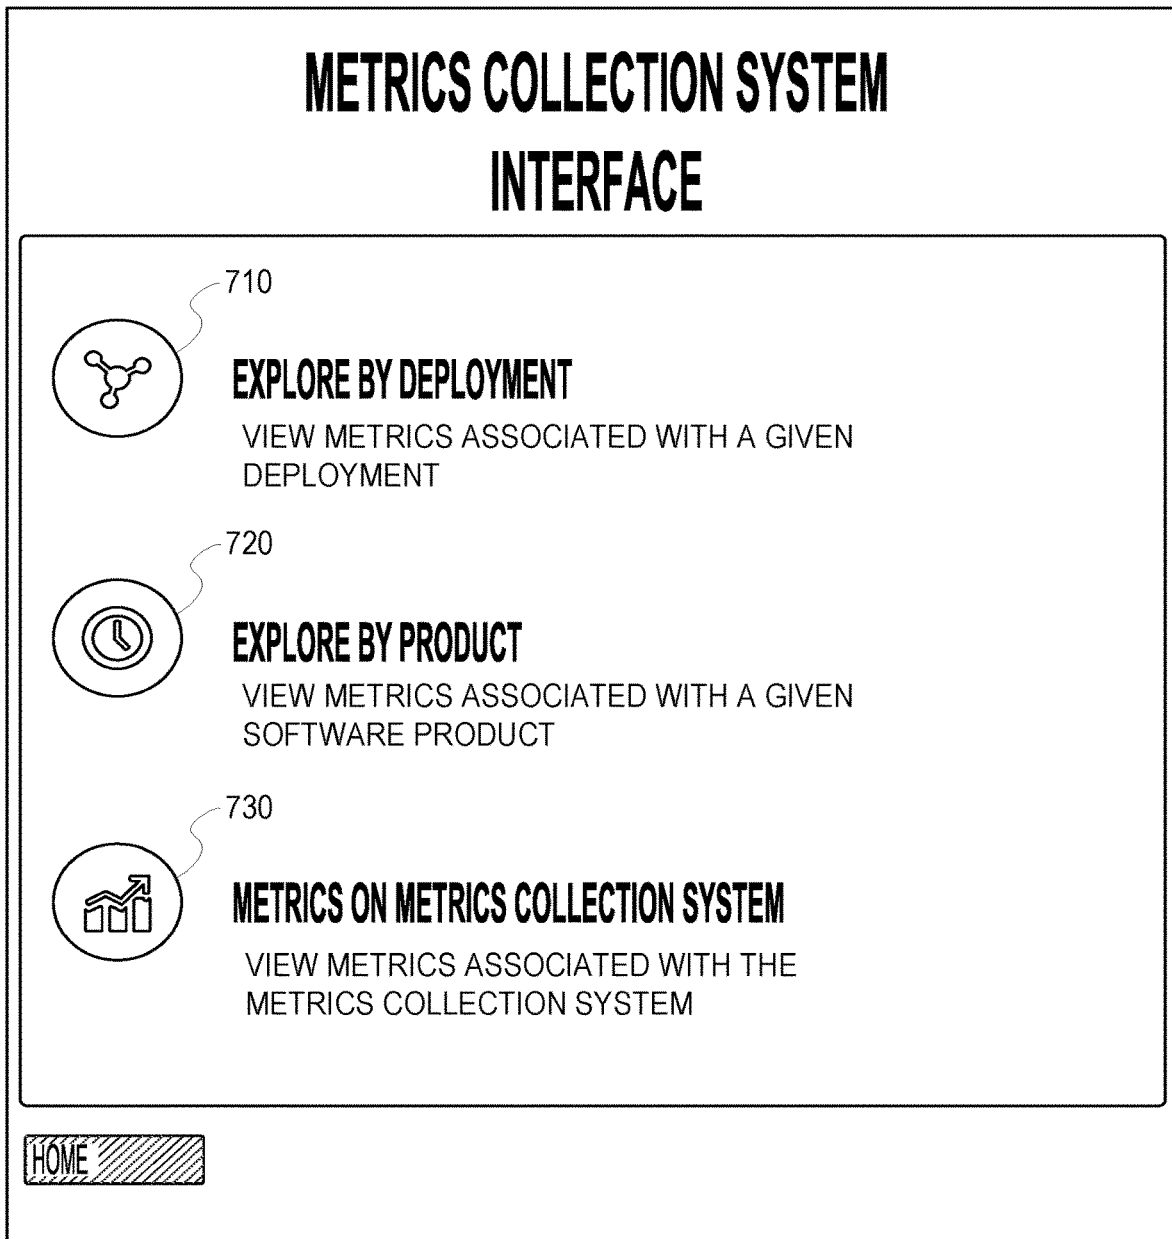 METRICS COLLECTION SYSTEM
INTERFACE
710
EXPLORE BY DEPLOYMENT
VIEW METRICS ASSOCIATED WITH A GIVEN
DEPLOYMENT
720
EXPLORE BY PRODUCT
VIEW METRICS ASSOCIATED WITH A GIVEN
SOFTWARE PRODUCT
730
METRICS ON METRICS COLLECTION SYSTEM
VIEW METRICS ASSOCIATED WITH THE
METRICS COLLECTION SYSTEM
HOME